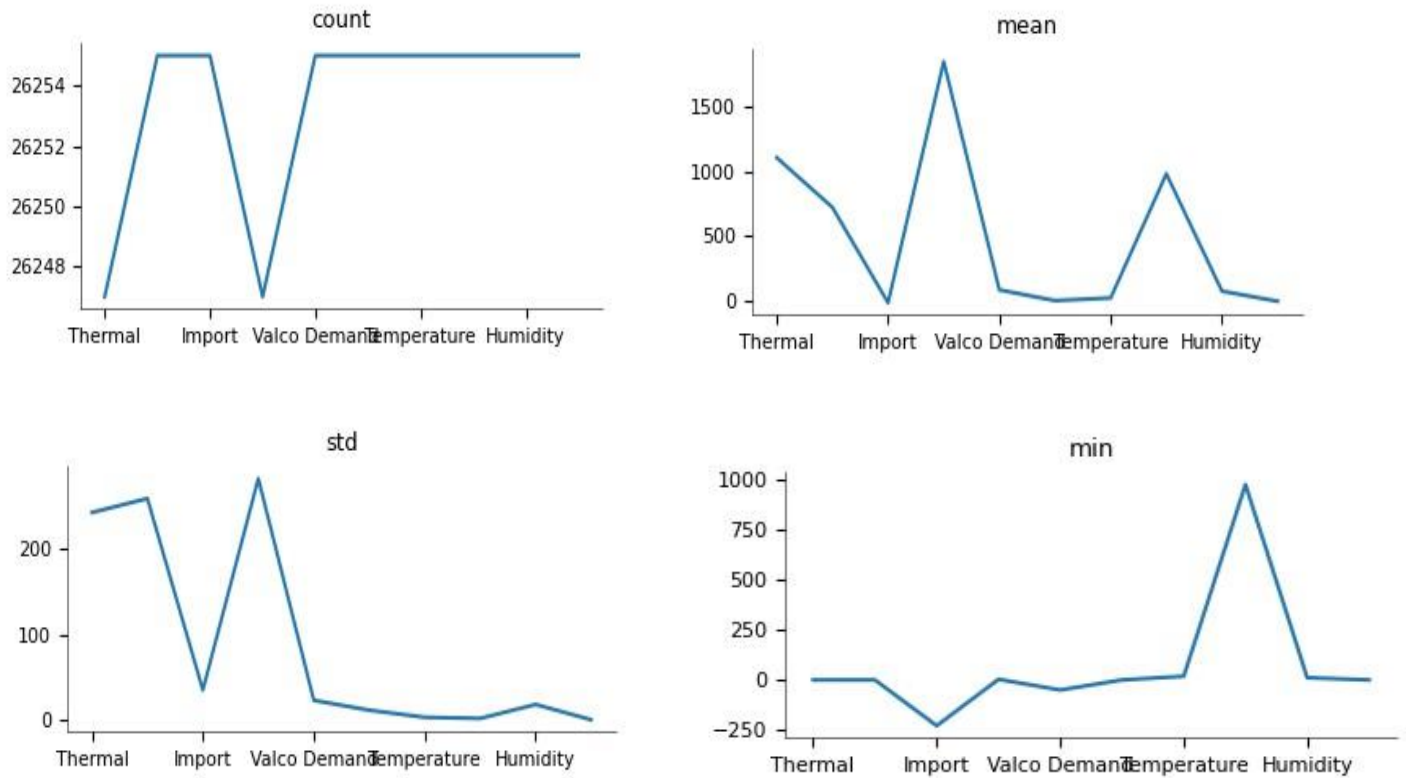 count
26254
26252
26250
26248
Thermal Import Valco Demand Temperature Humidity
mean
1500
1000
500
0
Thermal Import Valco Demand Temperature Humidity
std
200
100
0
Thermal Import Valco Demand Temperature Humidity
min
1000
750
500
250
0
−250
Thermal Import Valco Demand Temperature Humidity